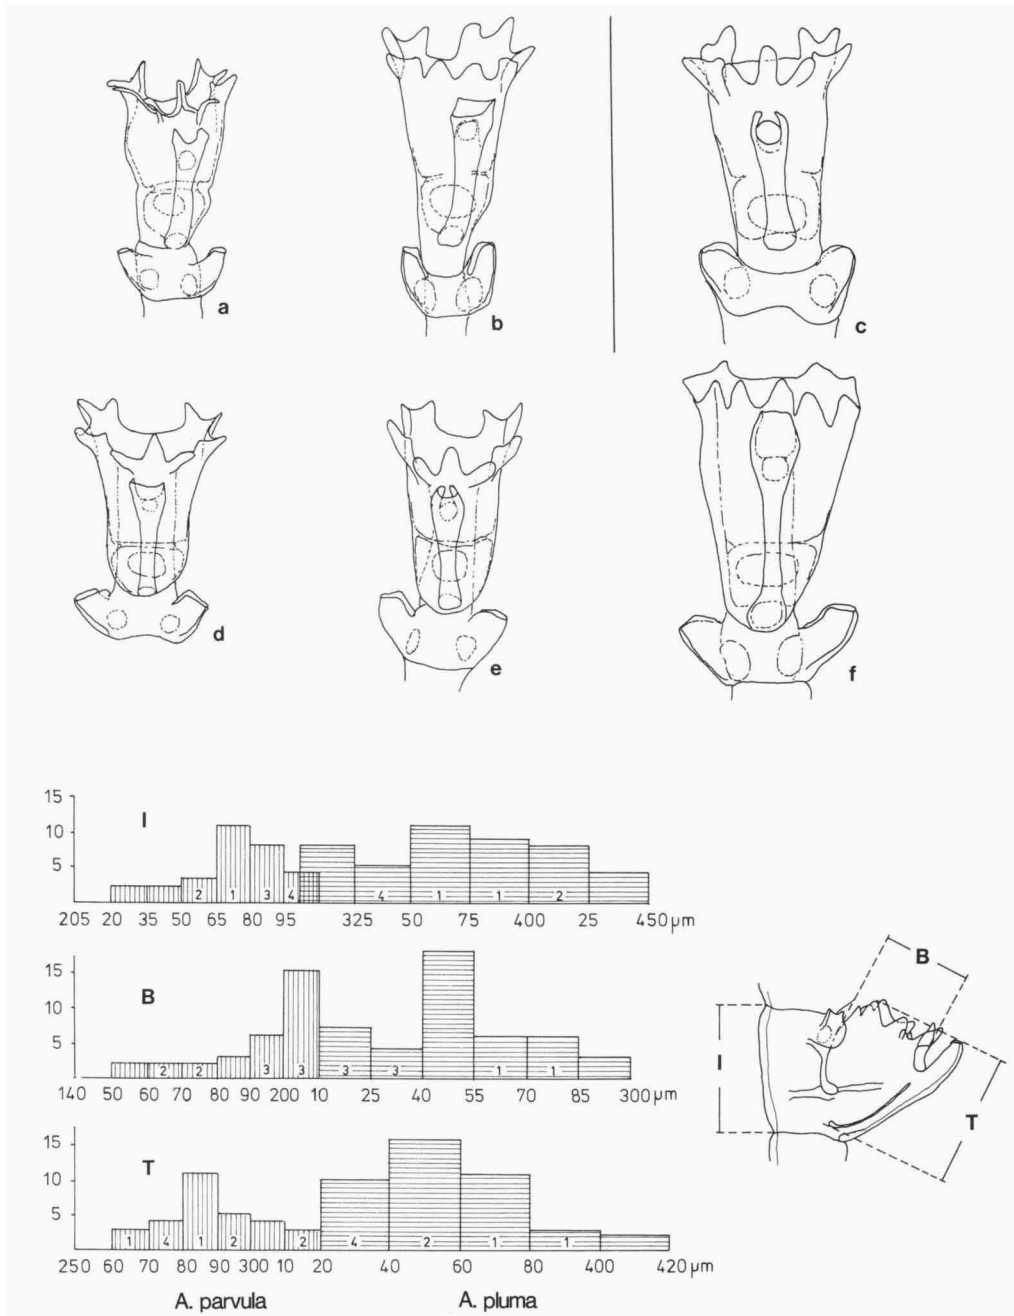 a
b
c
d
e
f
I
15
10
5
2 1 3 4 4 1 1 2
205 20 35 50 65 80 95 325 50 75 400 25 450 µm
B
15
10
5
2 2 3 3 3 3 1 1
140 50 60 70 80 90 200 10 25 40 55 70 85 300 µm
T
15
10
5
1 4 1 2 2 4 2 1 1
250 60 70 80 90 300 10 20 40 60 80 400 420 µm
A. parvula A. pluma
B
I
T